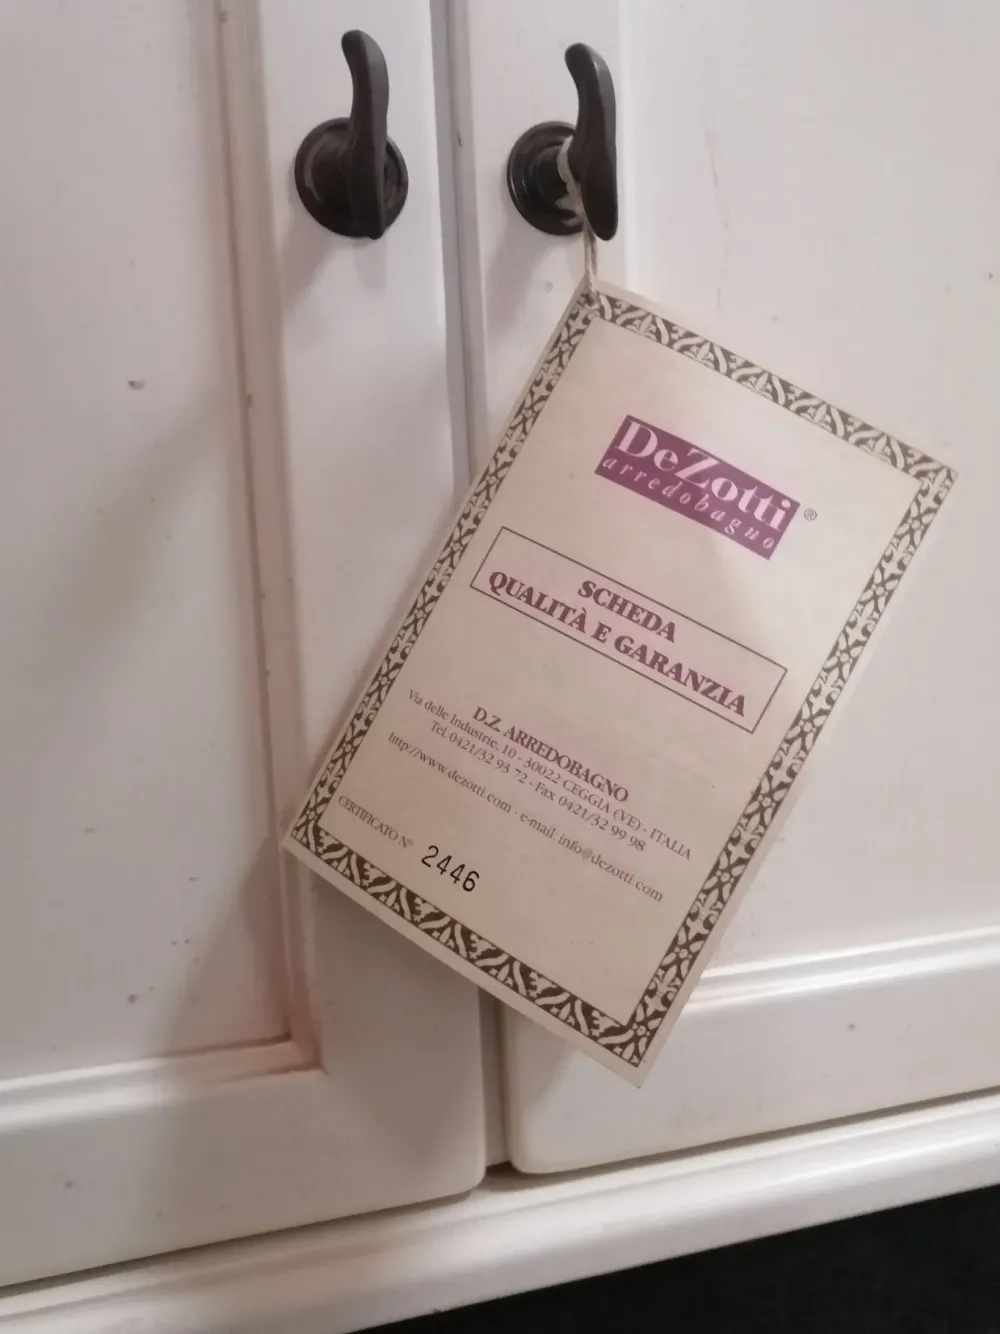 DeZotti ®
arredobagno
SCHEDA
QUALITÀ E GARANZIA
D.Z. ARREDOBAGNO
Via delle Industrie, 10 - 30022 CEGGIA (VE) - ITALIA
Tel. 0421/32 93 72 - Fax 0421/32 99 98
http://www.dezotti.com - e-mail: info@dezotti.com
CERTIFICATO N° 2446